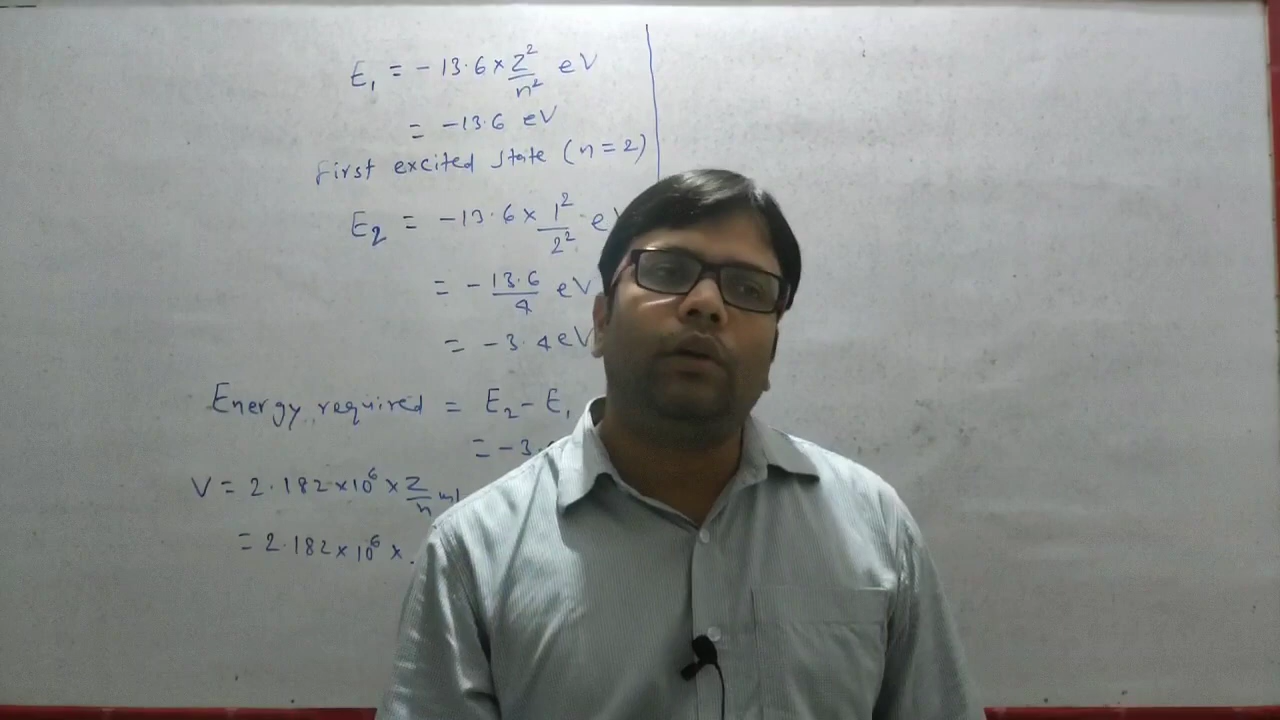 E₁ = -13.6 × Z²/n² eV
= -13.6 eV
First excited state (n = 2)
E₂ = -13.6 × 1²/2² eV
= -13.6/4 eV
= -3.4 eV
Energy required = E₂ - E₁
= -3.
V = 2.182×10⁶ × Z/n m/
= 2.182×10⁶ ×